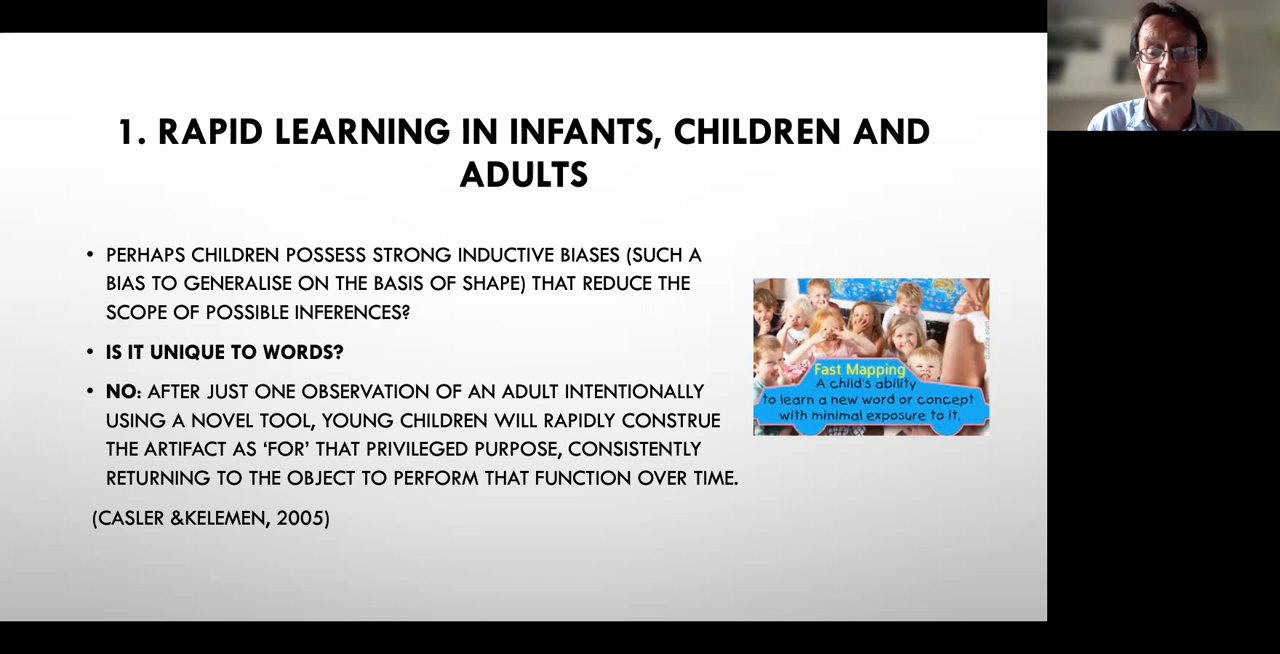 1. RAPID LEARNING IN INFANTS, CHILDREN AND
ADULTS
• PERHAPS CHILDREN POSSESS STRONG INDUCTIVE BIASES (SUCH A
BIAS TO GENERALISE ON THE BASIS OF SHAPE) THAT REDUCE THE
SCOPE OF POSSIBLE INFERENCES?
• IS IT UNIQUE TO WORDS?
• NO: AFTER JUST ONE OBSERVATION OF AN ADULT INTENTIONALLY
USING A NOVEL TOOL, YOUNG CHILDREN WILL RAPIDLY CONSTRUE
THE ARTIFACT AS ‘FOR’ THAT PRIVILEGED PURPOSE, CONSISTENTLY
RETURNING TO THE OBJECT TO PERFORM THAT FUNCTION OVER TIME.
(CASLER &KELEMEN, 2005)
Fast Mapping
A child's ability
to learn a new word or concept
with minimal exposure to it.